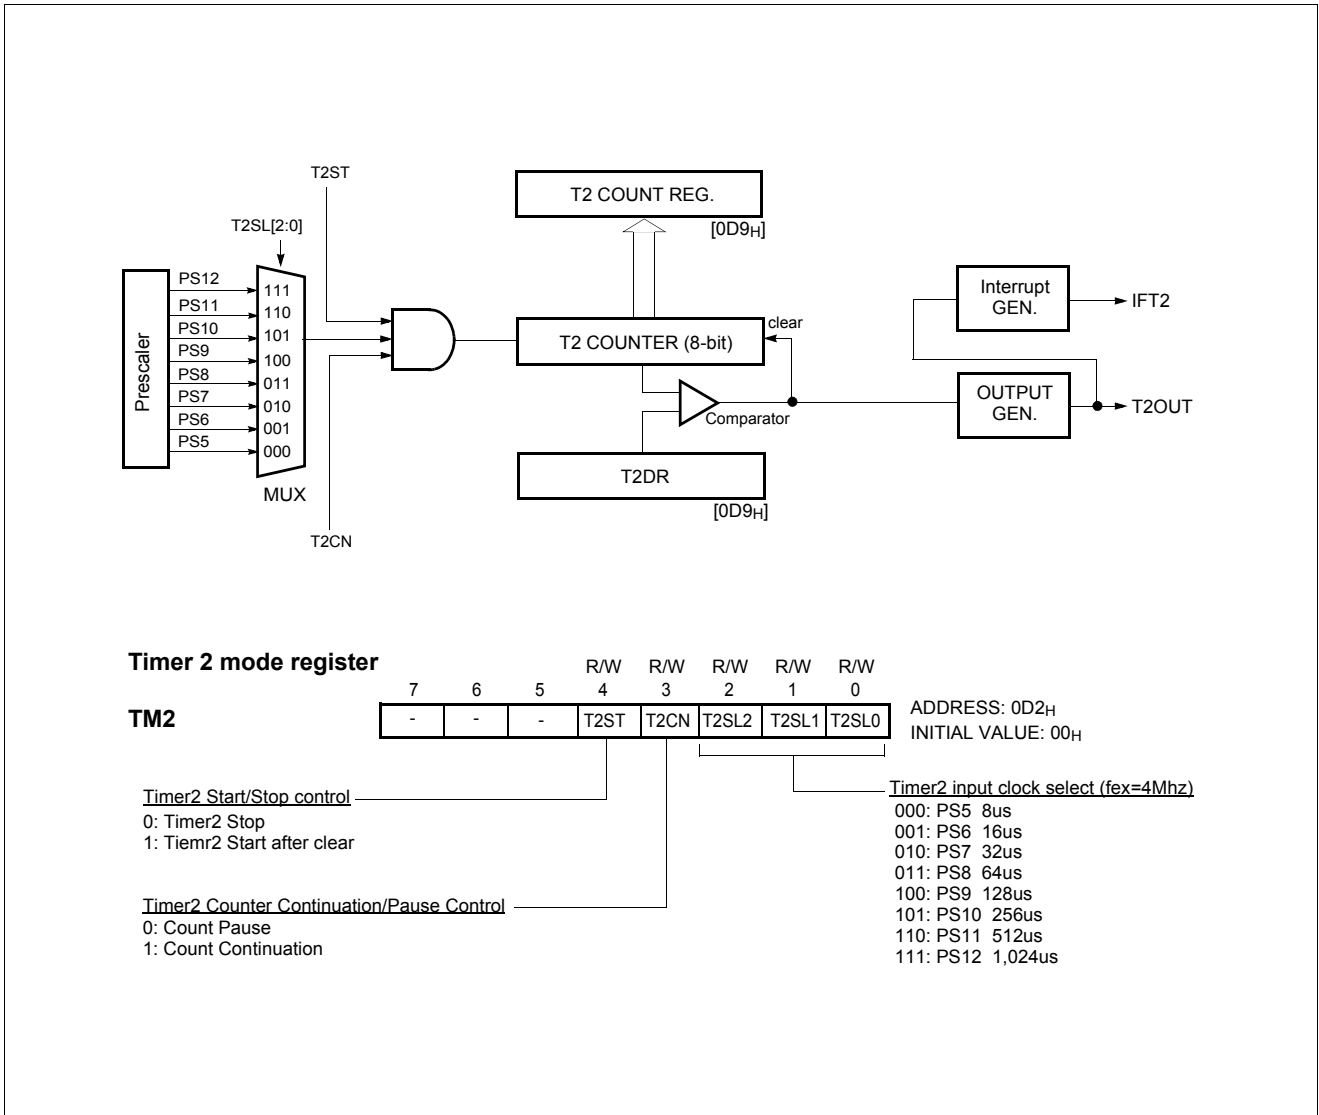 T2ST
T2 COUNT REG.
T2SL[2:0]
[0D9H]
Prescaler
PS12
PS11
PS10
PS9
PS8
PS7
PS6
PS5
111
110
101
100
011
010
001
000
MUX
T2CN
T2 COUNTER (8-bit)
clear
Comparator
T2DR
[0D9H]
Interrupt
GEN.
IFT2
OUTPUT
GEN.
T2OUT
Timer 2 mode register
R/W R/W R/W R/W R/W
7 6 5 4 3 2 1 0
TM2
- - - T2ST T2CN T2SL2 T2SL1 T2SL0
ADDRESS: 0D2H
INITIAL VALUE: 00H
Timer2 Start/Stop control
0: Timer2 Stop
1: Tiemr2 Start after clear
Timer2 Counter Continuation/Pause Control
0: Count Pause
1: Count Continuation
Timer2 input clock select (fex=4Mhz)
000: PS5 8us
001: PS6 16us
010: PS7 32us
011: PS8 64us
100: PS9 128us
101: PS10 256us
110: PS11 512us
111: PS12 1,024us